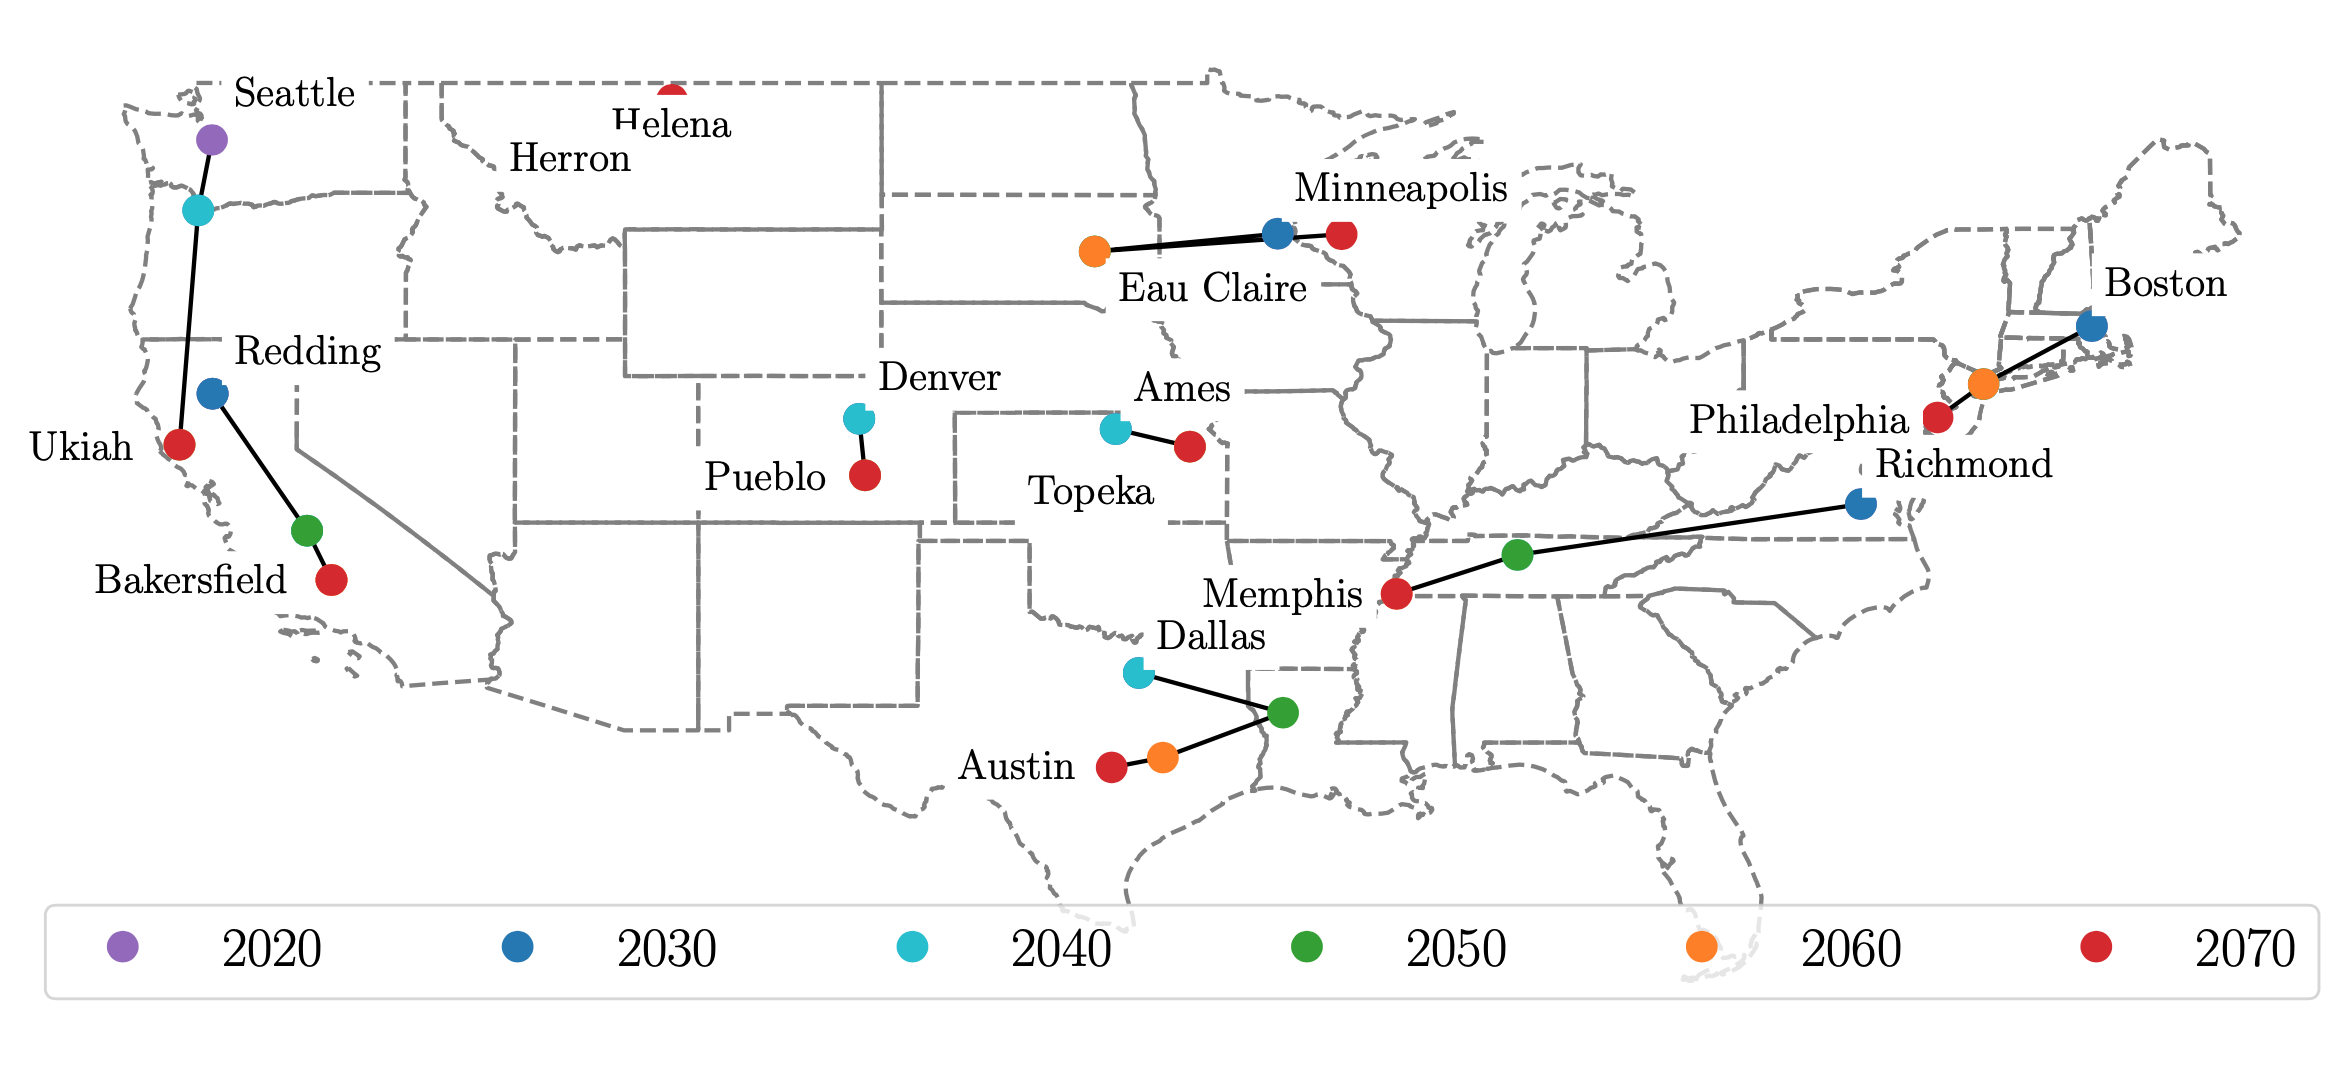 Seattle
Helena
Herron
Minneapolis
Boston
Eau Claire
Redding
Denver
Ames
Philadelphia
Ukiah
Richmond
Pueblo
Topeka
Bakersfield
Memphis
Dallas
Austin
2020 2030 2040 2050 2060 2070